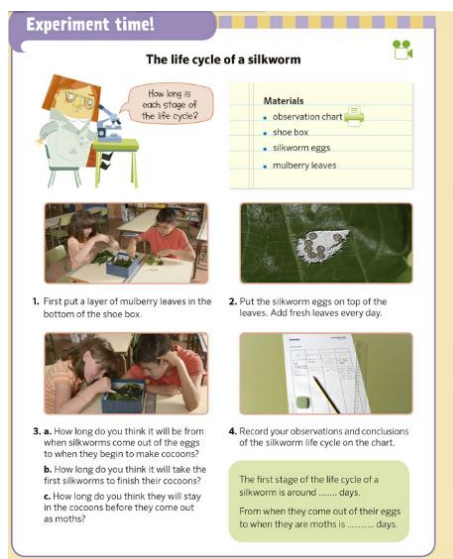 Experiment time!
The life cycle of a silkworm
How long is
each stage of
the life cycle?
Materials
• observation chart
• shoe box
• silkworm eggs
• mulberry leaves
1. First put a layer of mulberry leaves in the
bottom of the shoe box.
2. Put the silkworm eggs on top of the
leaves. Add fresh leaves every day.
3. a. How long do you think it will be from
when silkworms come out of the eggs
to when they begin to make cocoons?
b. How long do you think it will take the
first silkworms to finish their cocoons?
c. How long do you think they will stay
in the cocoons before they come out
as moths?
4. Record your observations and conclusions
of the silkworm life cycle on the chart.
The first stage of the life cycle of a
silkworm is around ........ days.
From when they come out of their eggs
to when they are moths is ........... days.